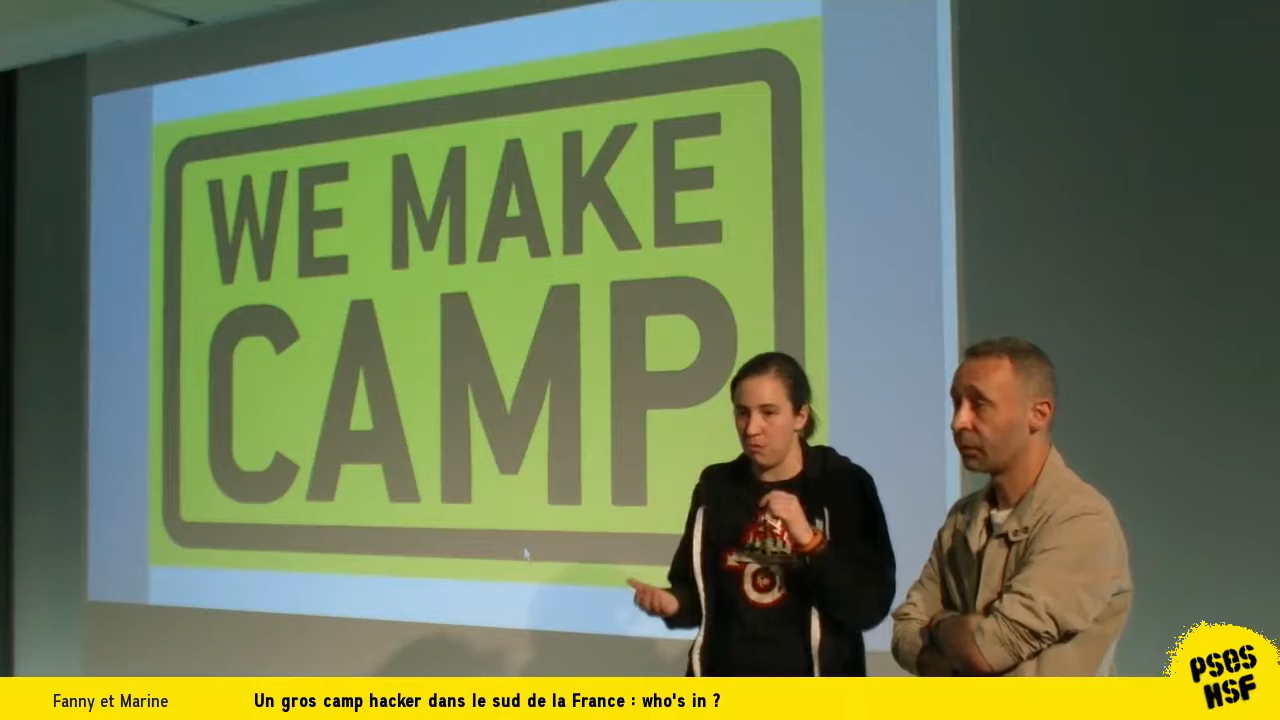 WE MAKE
CAMP
Fanny et Marine
Un gros camp hacker dans le sud de la France : who's in ?
PSES
HSF